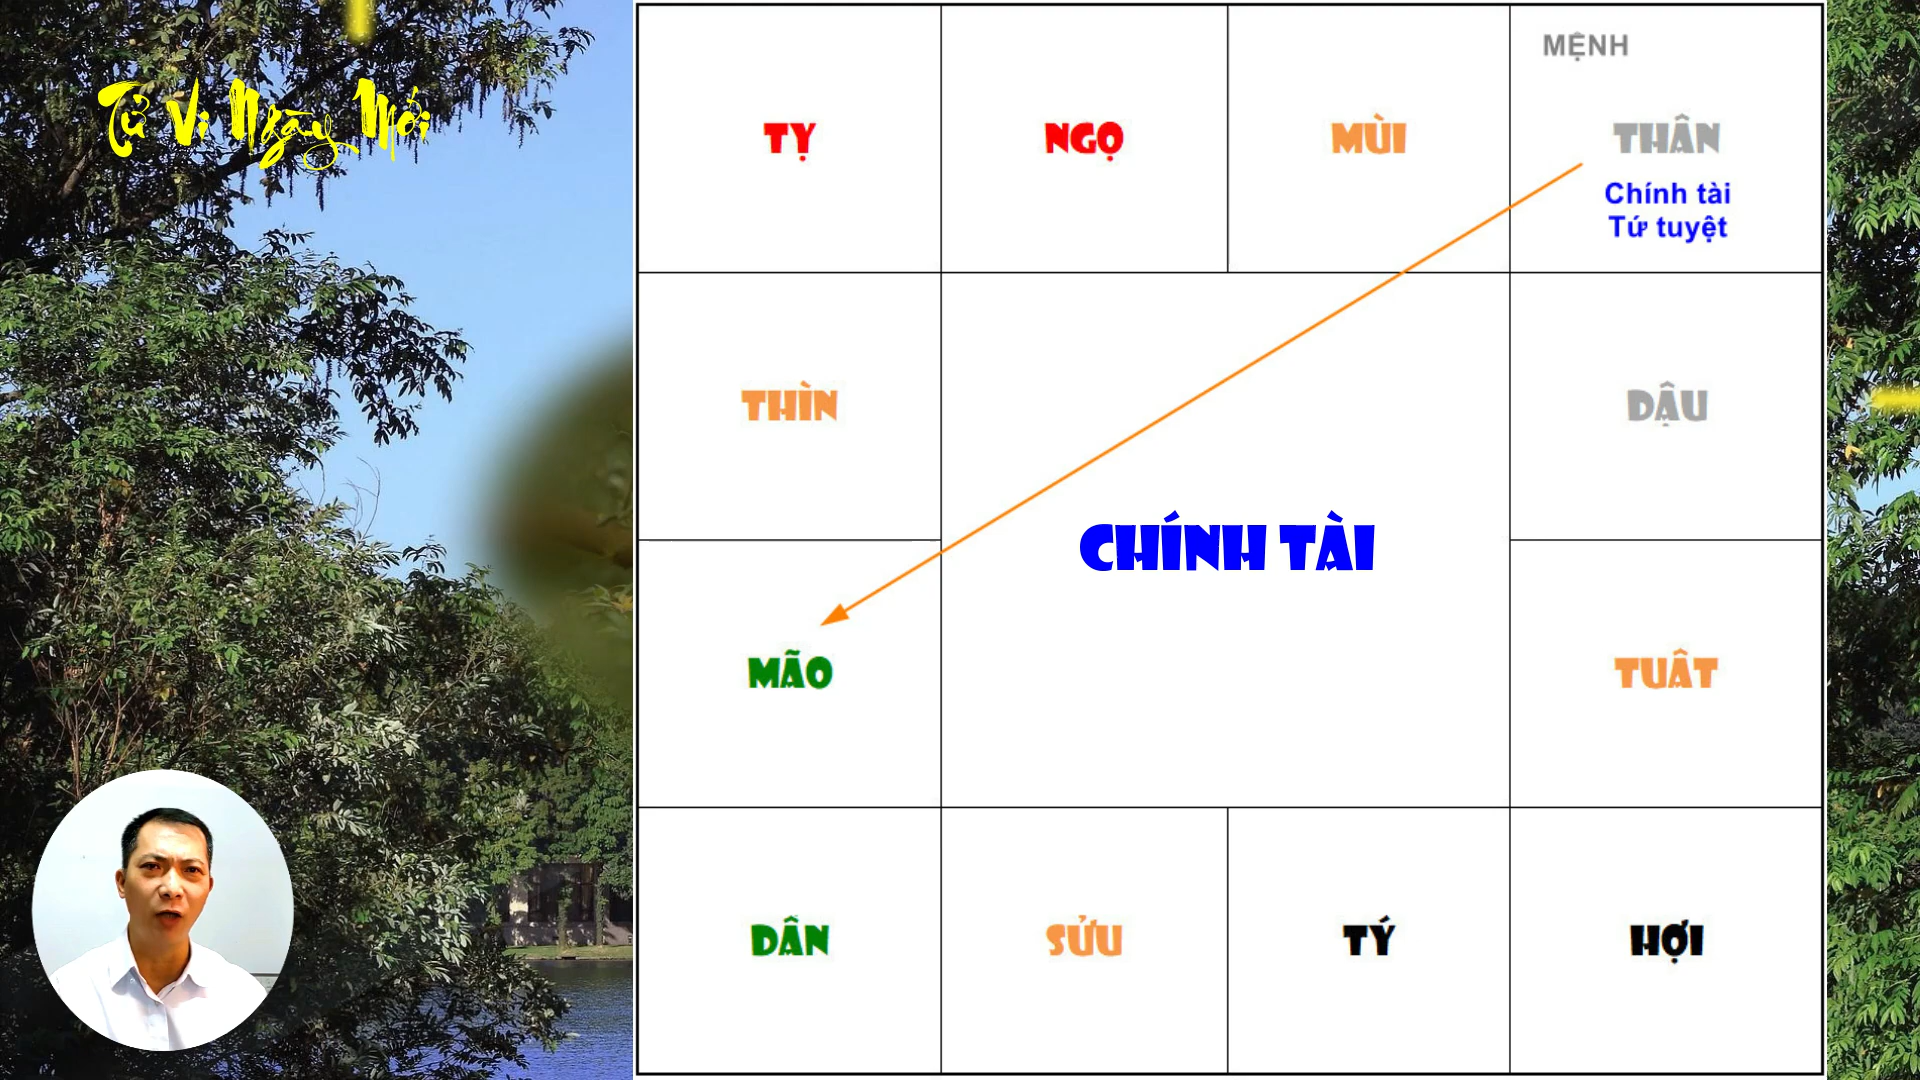 Tử Vi Ngày Mới
MỆNH
TỴ
NGỌ
MÙI
THÂN
Chính tài
Tứ tuyệt
THÌN
DẬU
CHÍNH TÀI
MÃO
TUẤT
DẦN
SỬU
TÝ
HỢI